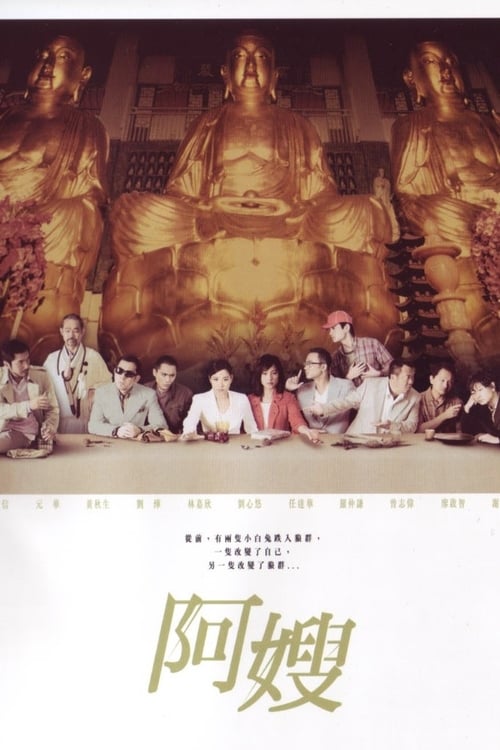 信 元華 黃秋生 劉燁 林嘉欣 劉心悠 任達華 羅仲謙 曾志偉 廖啟智 謝
從前，有兩隻小白兔跌入狼群，
一隻改變了自己，
另一隻改變了狼群...
阿嫂